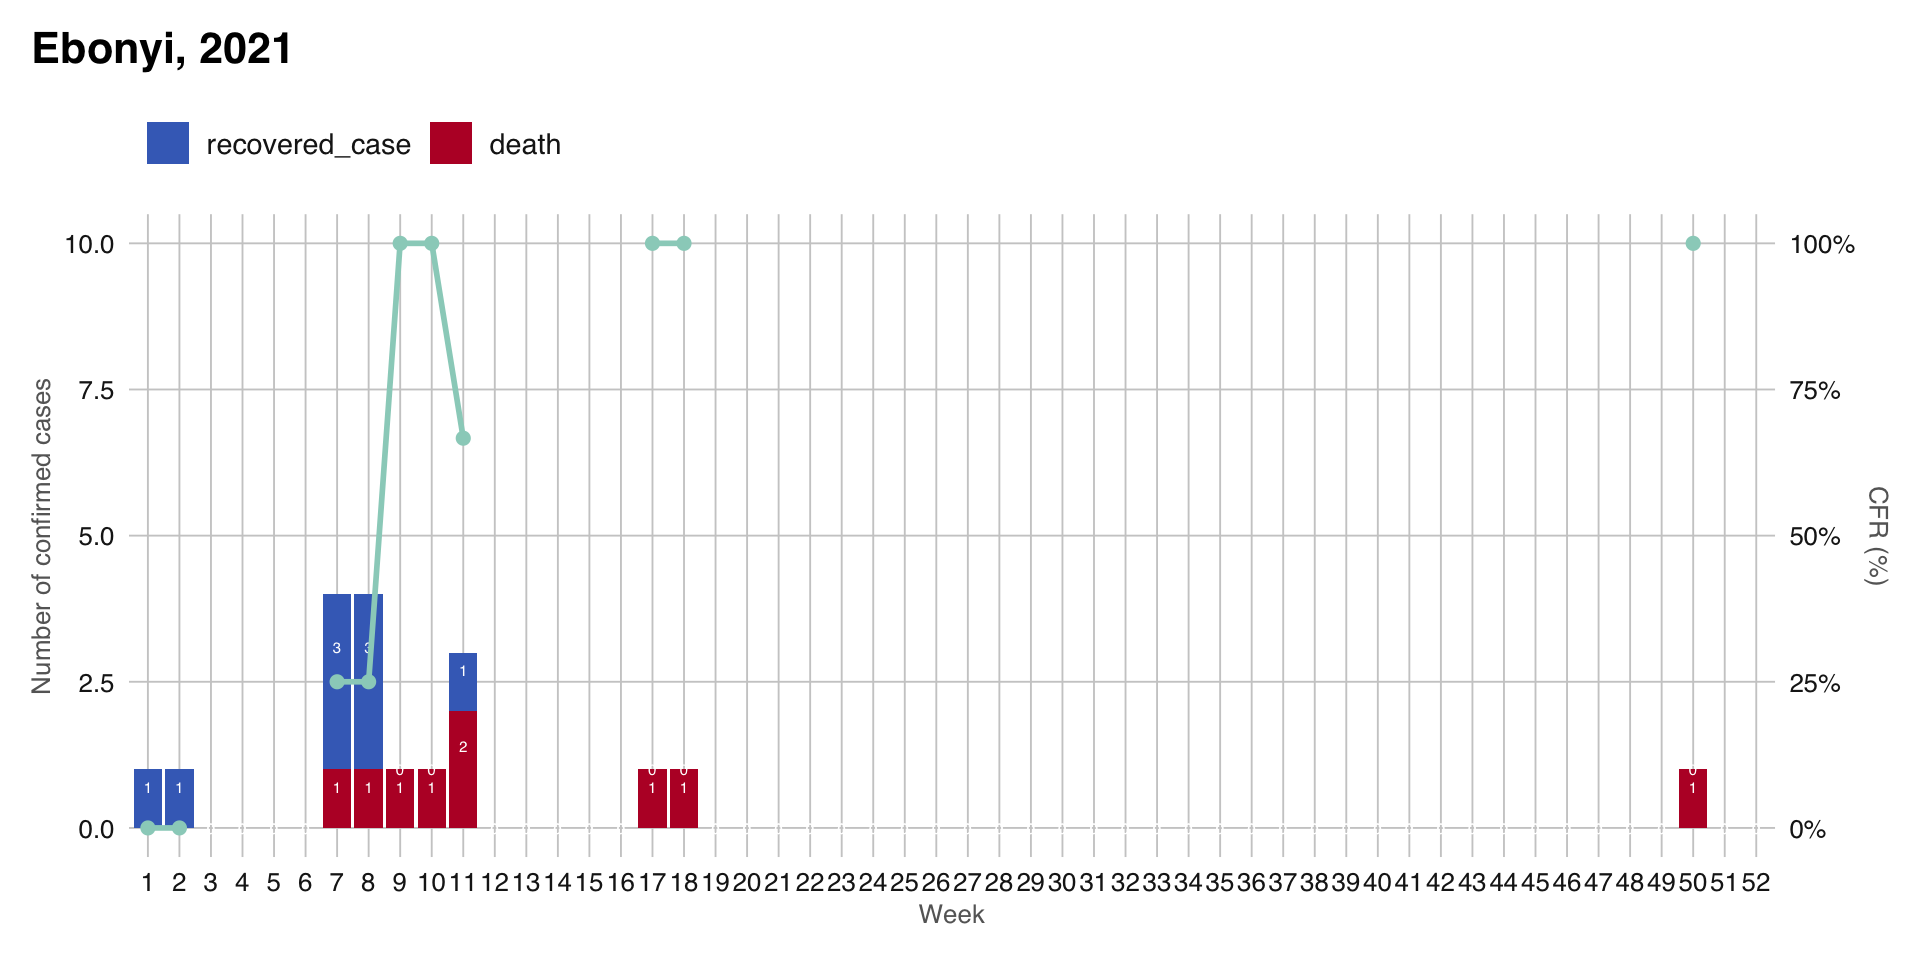 Ebonyi, 2021
recovered_case death
10.0
7.5
5.0
2.5
0.0
Number of confirmed cases
100%
75%
50%
25%
0%
CFR (%)
3 3
1
2
0 0 0 0 0
1 1 1 1 1 1 1 1 1
1 2 3 4 5 6 7 8 9 10 11 12 13 14 15 16 17 18 19 20 21 22 23 24 25 26 27 28 29 30 31 32 33 34 35 36 37 38 39 40 41 42 43 44 45 46 47 48 49 50 51 52
Week